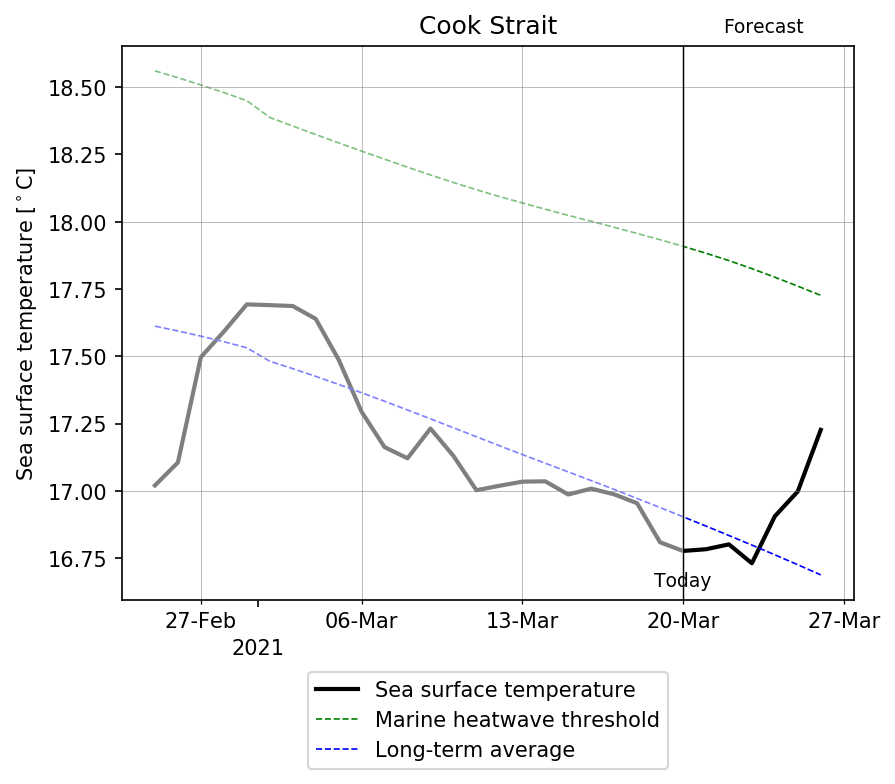 Cook Strait
Forecast
Sea surface temperature [°C]
18.50
18.25
18.00
17.75
17.50
17.25
17.00
16.75
Today
27-Feb 06-Mar 13-Mar 20-Mar 27-Mar
2021
Sea surface temperature
Marine heatwave threshold
Long-term average